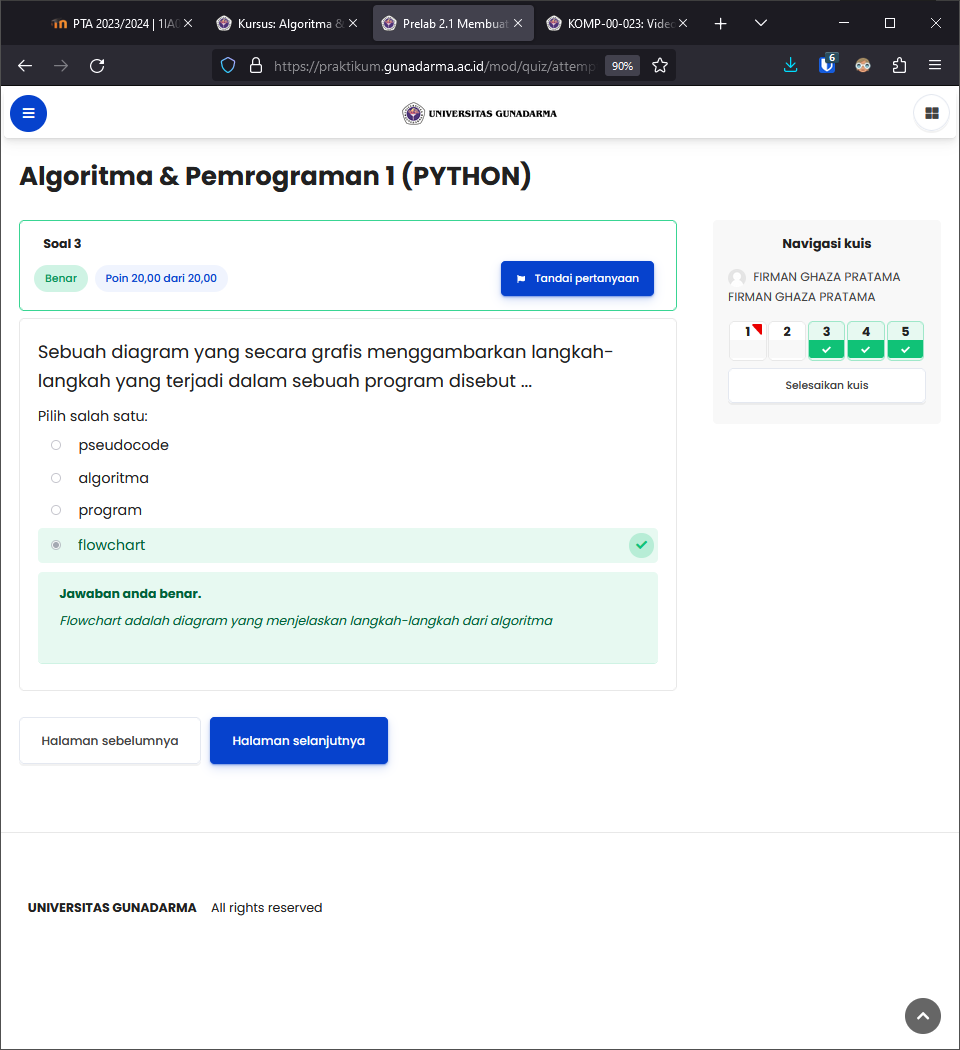 PTA 2023/2024 | 1IA0
Kursus: Algoritma &
Prelab 2.1 Membuat
KOMP-00-023: Video
https://praktikum.gunadarma.ac.id/mod/quiz/attemp
90%
6
UNIVERSITAS GUNADARMA
Algoritma & Pemrograman 1 (PYTHON)
Soal 3
Benar
Poin 20,00 dari 20,00
Tandai pertanyaan
Sebuah diagram yang secara grafis menggambarkan langkah-
langkah yang terjadi dalam sebuah program disebut ...
Pilih salah satu:
pseudocode
algoritma
program
flowchart
Jawaban anda benar.
Flowchart adalah diagram yang menjelaskan langkah-langkah dari algoritma
Halaman sebelumnya
Halaman selanjutnya
Navigasi kuis
FIRMAN GHAZA PRATAMA
FIRMAN GHAZA PRATAMA
1 2 3 4 5
Selesaikan kuis
UNIVERSITAS GUNADARMA All rights reserved